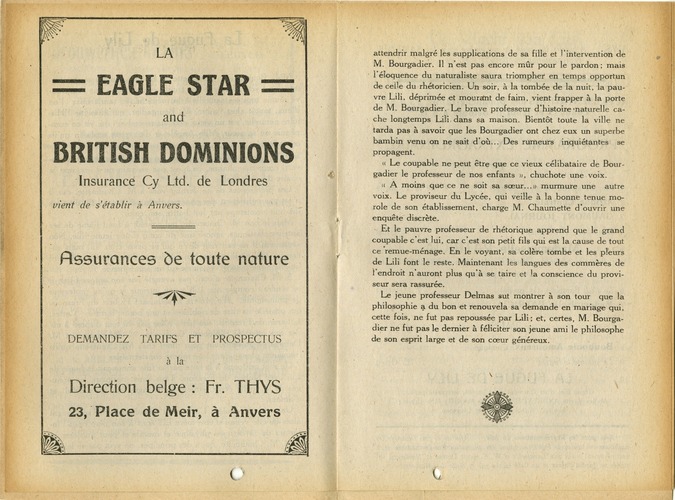 LA
EAGLE STAR
and
BRITISH DOMINIONS
Insurance Cy Ltd. de Londres
vient de s'établir à Anvers.
Assurances de toute nature
DEMANDEZ TARIFS ET PROSPECTUS
à la
Direction belge : Fr. THYS
23, Place de Meir, à Anvers
attendrir malgré les supplications de sa fille et l'intervention de
M. Bourgadier. Il n'est pas encore mûr pour le pardon; mais
l'éloquence du naturaliste saura triompher en temps opportun
de celle du rhétoricien. Un soir, à la tombée de la nuit, la pau-
vre Lili, déprimée et mourant de faim, vient frapper à la porte
de M. Bourgadier. Le brave professeur d'histoire naturelle ca-
che longtemps Lili dans sa maison. Bientôt toute la ville ne
tarda pas à savoir que les Bourgadier ont chez eux un superbe
bambin venu on ne sait d'où... Des rumeurs inquiétantes se
propagent.
« Le coupable ne peut être que ce vieux célibataire de Bour-
gadier le professeur de nos enfants », chuchote une voix.
« A moins que ce ne soit sa sœur...» murmure une autre
voix. Le proviseur du Lycée, qui veille à la bonne tenue mo-
role de son établissement, charge M. Chaumette d'ouvrir une
enquête discrète.
Et le pauvre professeur de rhétorique apprend que le grand
coupable c'est lui, car c'est son petit fils qui est la cause de tout
ce remue-ménage. En le voyant, sa colère tombe et les pleurs
de Lili font le reste. Maintenant les langues des commères de
l'endroit n'auront plus qu'à se taire et la conscience du provi-
seur sera rassurée.
Le jeune professeur Delmas sut montrer à son tour que la
philosophie a du bon et renouvela sa demande en mariage qui,
cette fois, ne fut pas repoussée par Lili; et, certes, M. Bourga-
dier ne fut pas le dernier à féliciter son jeune ami le philosophe
de son esprit large et de son cœur généreux.